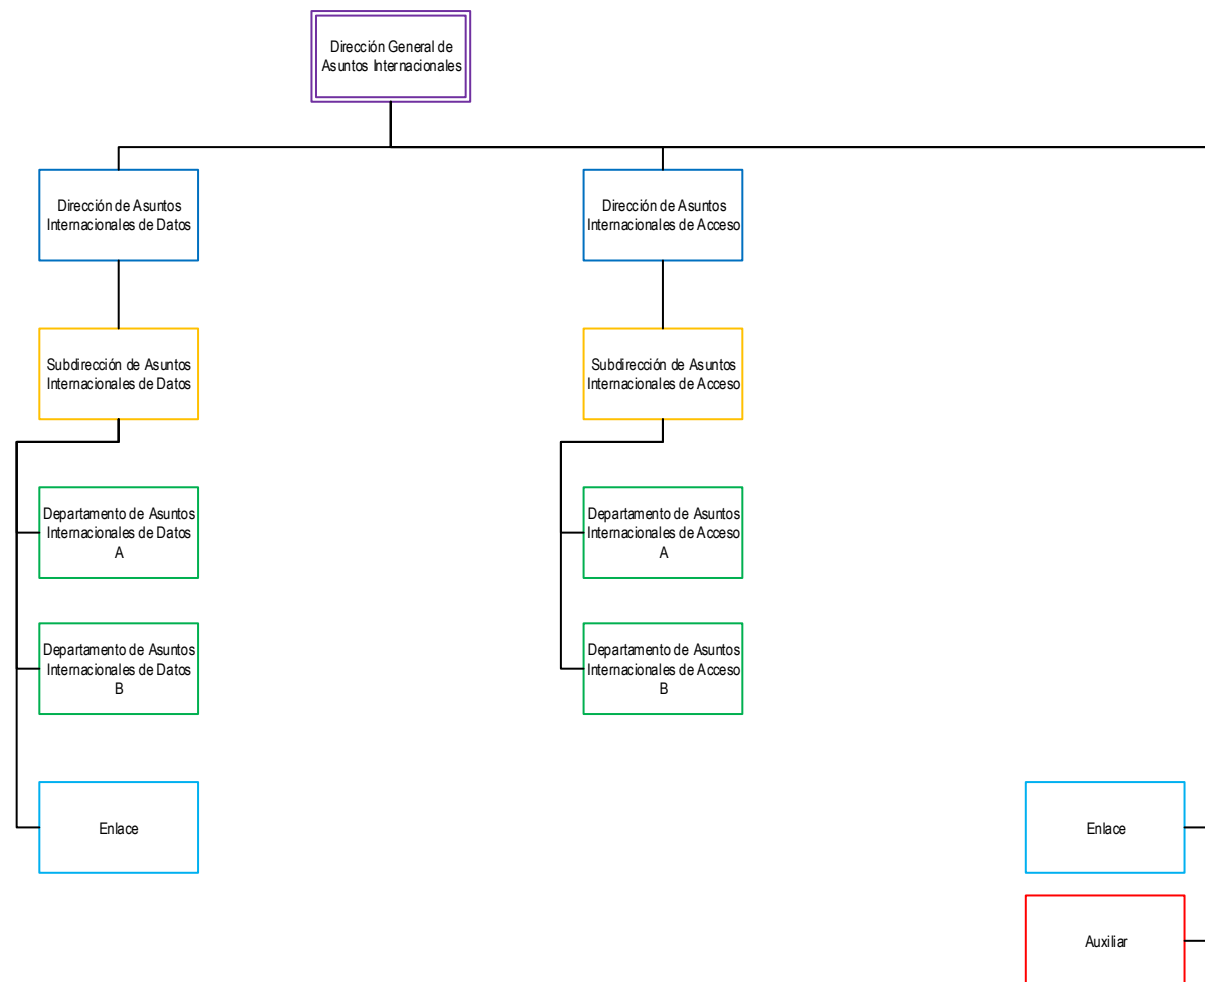 Dirección General de
Asuntos Internacionales
Dirección de Asuntos
Internacionales de Datos
Dirección de Asuntos
Internacionales de Acceso
Subdirección de Asuntos
Internacionales de Datos
Subdirección de Asuntos
Internacionales de Acceso
Departamento de Asuntos
Internacionales de Datos
A
Departamento de Asuntos
Internacionales de Acceso
A
Departamento de Asuntos
Internacionales de Datos
B
Departamento de Asuntos
Internacionales de Acceso
B
Enlace
Enlace
Auxiliar